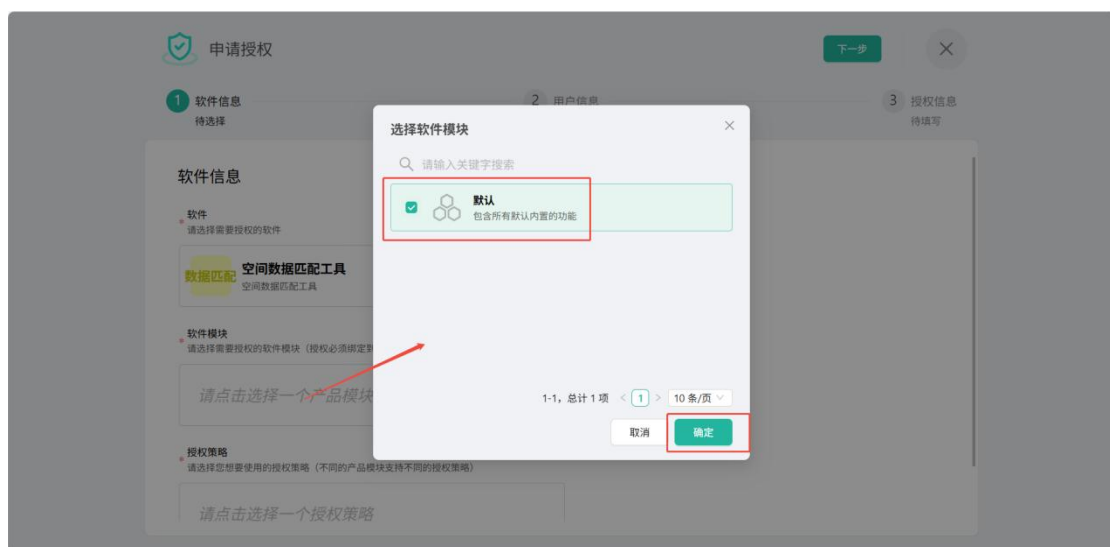 申请授权
下一步
1 软件信息
待选择
2 用户信息
3 授权信息
待填写
软件信息
* 软件
请选择需要授权的软件
数据匹配
空间数据匹配工具
空间数据匹配工具
* 软件模块
请选择需要授权的软件模块（授权必须绑定到
请点击选择一个产品模块
* 授权策略
请选择您想要使用的授权策略（不同的产品模块支持不同的授权策略）
请点击选择一个授权策略
选择软件模块
请输入关键字搜索
默认
包含所有默认内置的功能
1-1，总计 1 项 < 1 > 10 条/页
取消
确定